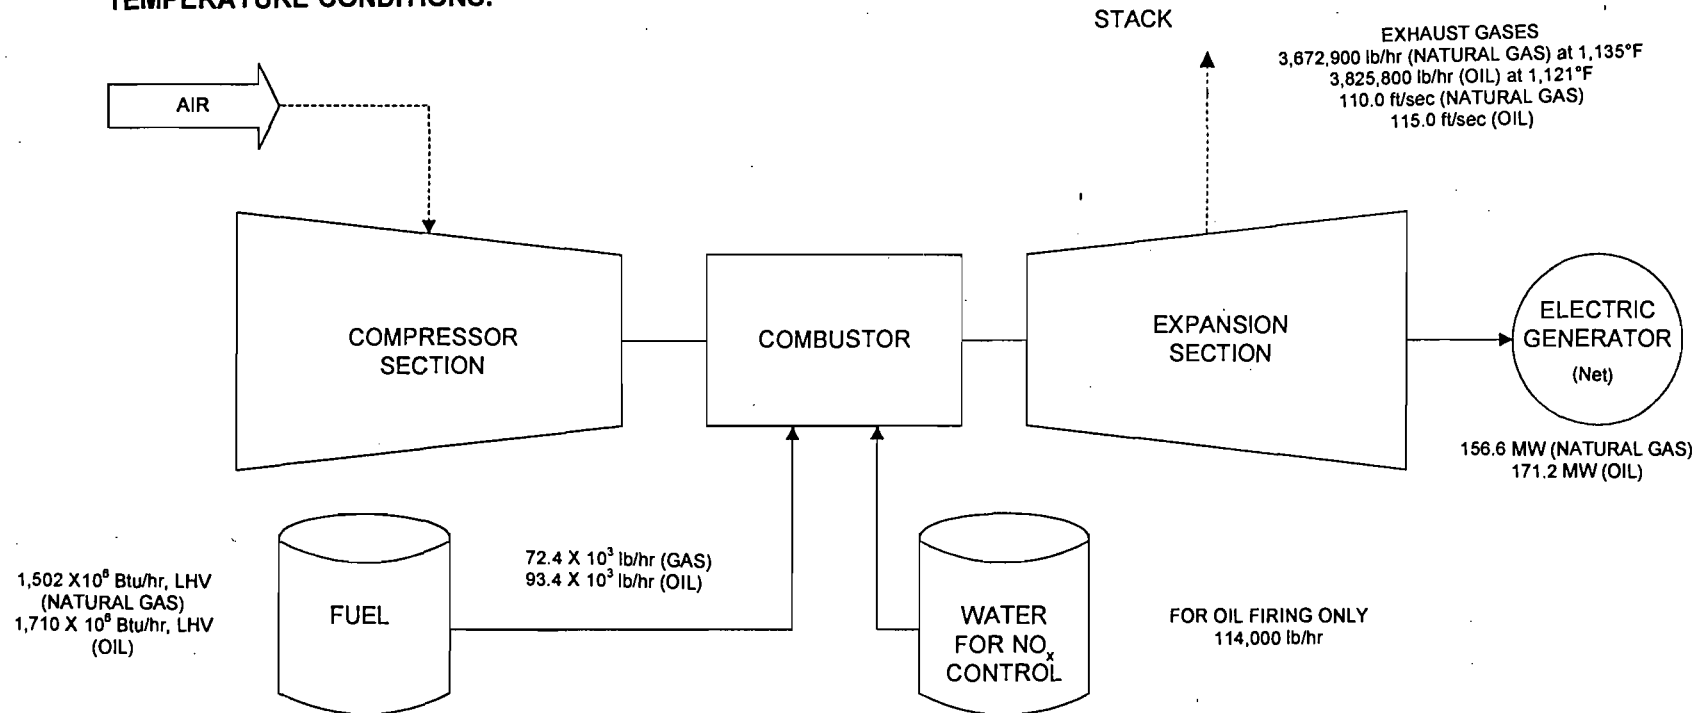 TEMPERATURE CONDITIONS.
STACK
EXHAUST GASES
3,672,900 lb/hr (NATURAL GAS) at 1,135°F
3,825,800 lb/hr (OIL) at 1,121°F
110.0 ft/sec (NATURAL GAS)
115.0 ft/sec (OIL)
AIR
COMPRESSOR
SECTION
COMBUSTOR
EXPANSION
SECTION
ELECTRIC
GENERATOR
(Net)
156.6 MW (NATURAL GAS)
171.2 MW (OIL)
1,502 X10⁶ Btu/hr, LHV
(NATURAL GAS)
1,710 X 10⁶ Btu/hr, LHV
(OIL)
FUEL
72.4 X 10³ lb/hr (GAS)
93.4 X 10³ lb/hr (OIL)
WATER
FOR NOₓ
CONTROL
FOR OIL FIRING ONLY
114,000 lb/hr